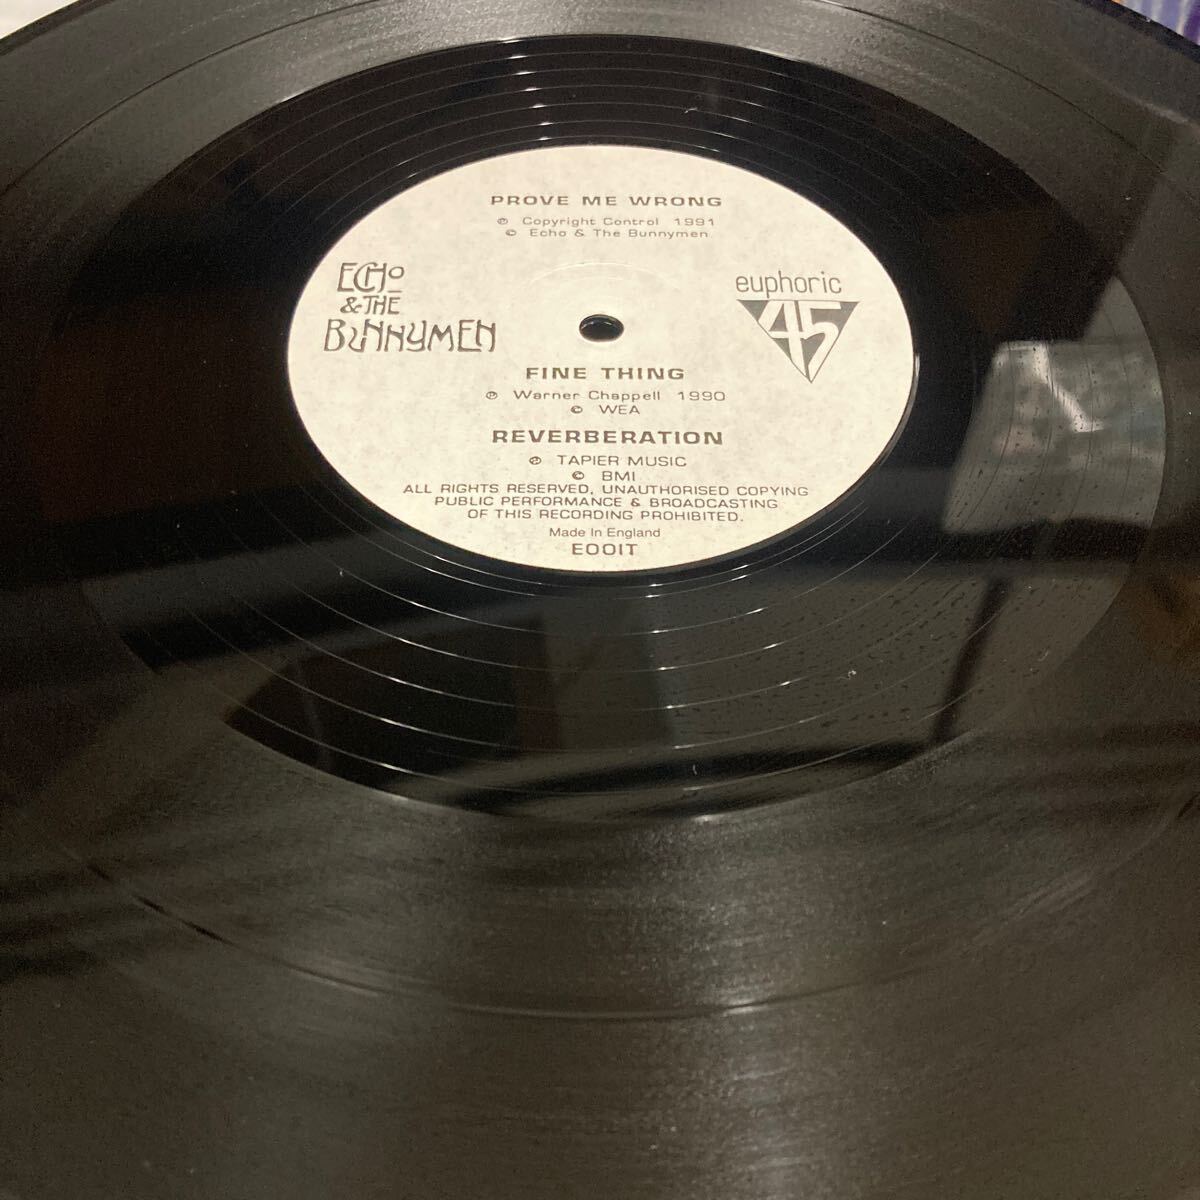 PROVE ME WRONG
℗ Copyright Control 1991
© Echo & The Bunnymen
ECHO
& THE
BUNNYMEN
euphoric
45
FINE THING
℗ Warner Chappell 1990
© WEA
REVERBERATION
℗ TAPIER MUSIC
© BMI
ALL RIGHTS RESERVED, UNAUTHORISED COPYING
PUBLIC PERFORMANCE & BROADCASTING
OF THIS RECORDING PROHIBITED.
Made In England
E001T